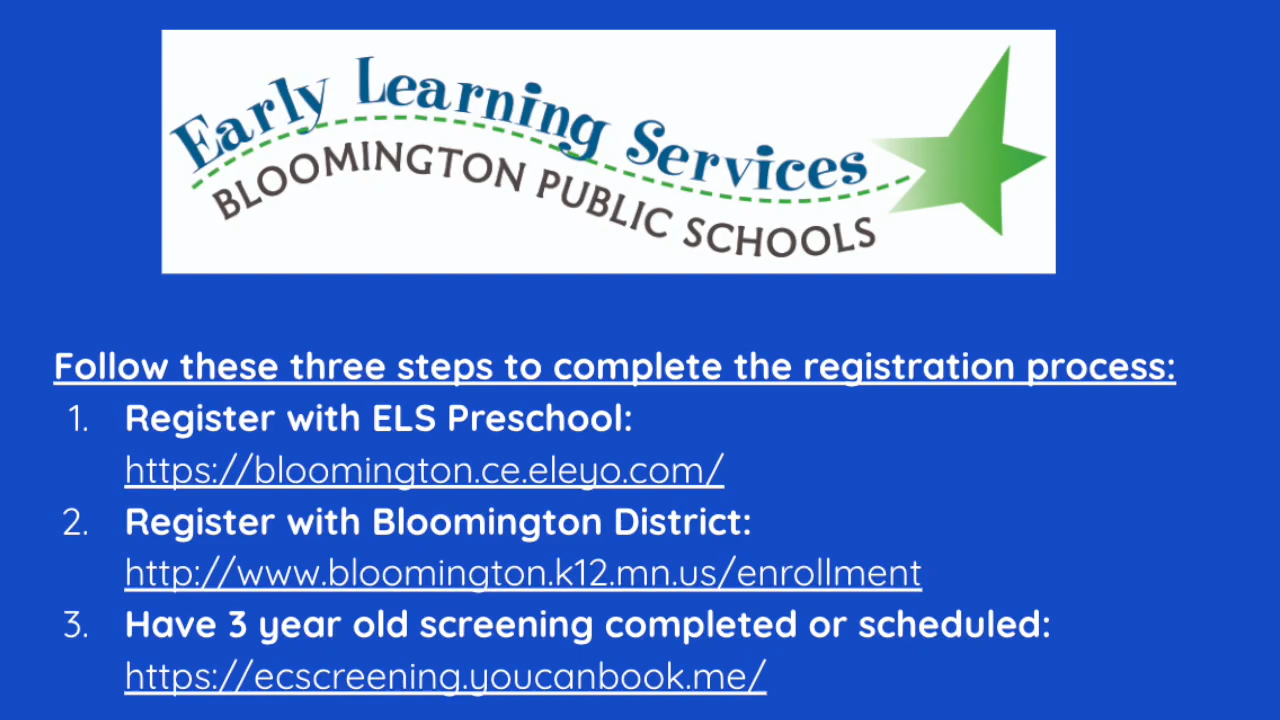 Early Learning Services
BLOOMINGTON PUBLIC SCHOOLS
Follow these three steps to complete the registration process:
1. Register with ELS Preschool:
https://bloomington.ce.eleyo.com/
2. Register with Bloomington District:
http://www.bloomington.k12.mn.us/enrollment
3. Have 3 year old screening completed or scheduled:
https://ecscreening.youcanbook.me/